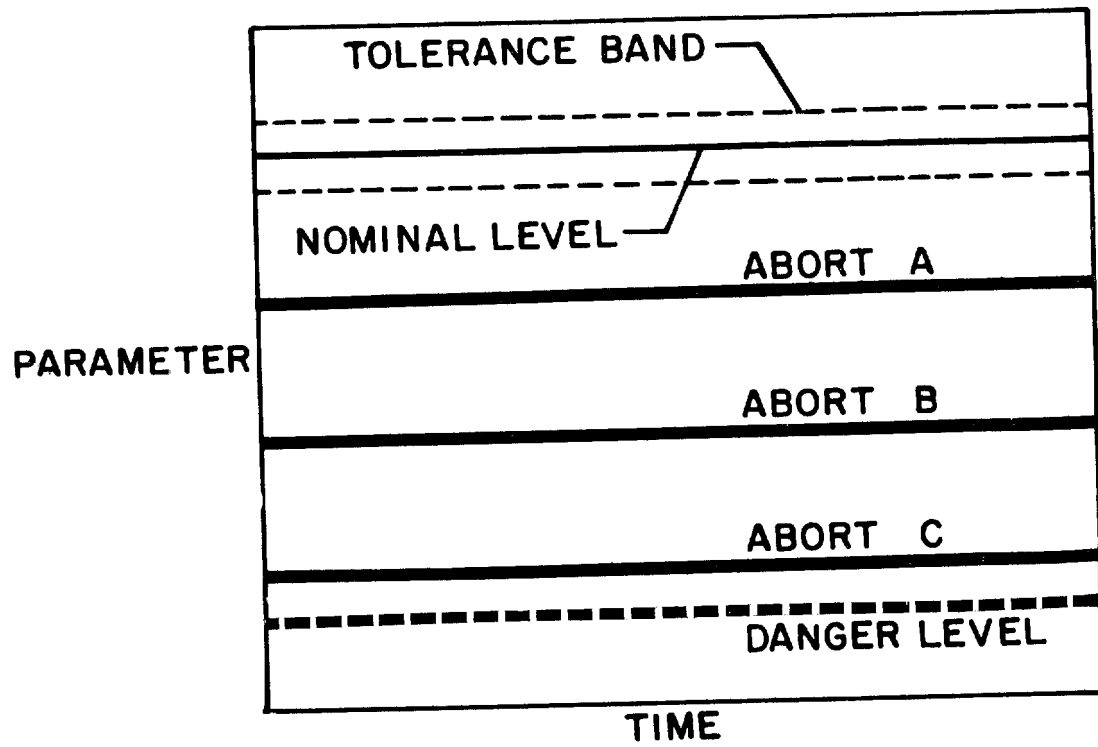 TOLERANCE BAND
NOMINAL LEVEL
ABORT A
PARAMETER
ABORT B
ABORT C
DANGER LEVEL
TIME